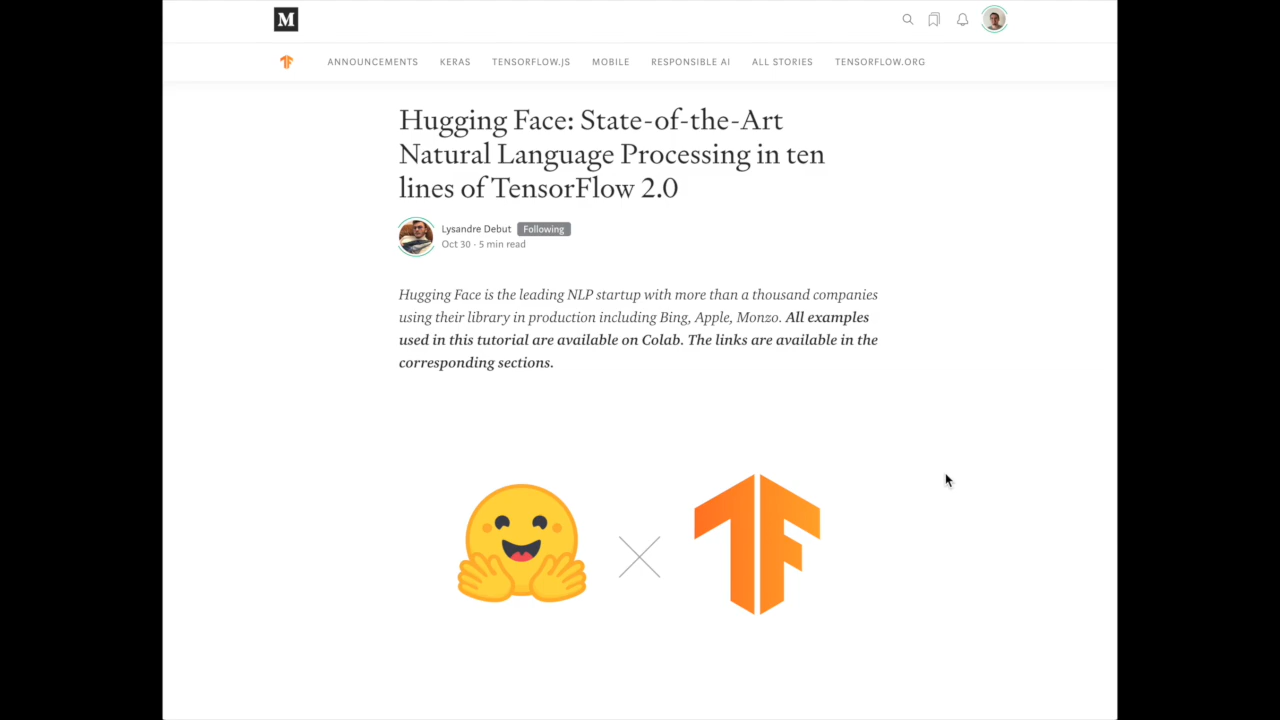 M
ANNOUNCEMENTS KERAS TENSORFLOW.JS MOBILE RESPONSIBLE AI ALL STORIES TENSORFLOW.ORG
Hugging Face: State-of-the-Art
Natural Language Processing in ten
lines of TensorFlow 2.0
Lysandre Debut Following
Oct 30 · 5 min read
Hugging Face is the leading NLP startup with more than a thousand companies
using their library in production including Bing, Apple, Monzo. All examples
used in this tutorial are available on Colab. The links are available in the
corresponding sections.